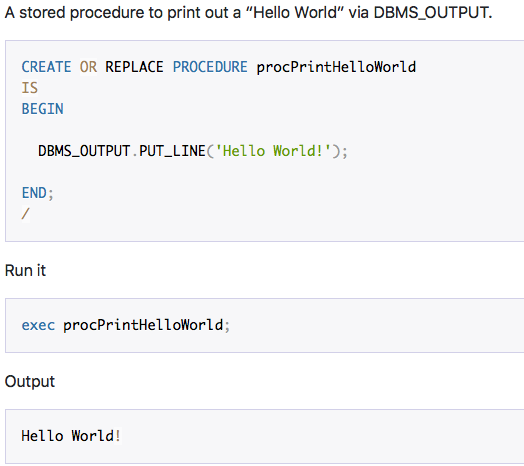 A stored procedure to print out a “Hello World” via DBMS_OUTPUT.
CREATE OR REPLACE PROCEDURE procPrintHelloWorld
IS
BEGIN
DBMS_OUTPUT.PUT_LINE('Hello World!');
END;
/
Run it
exec procPrintHelloWorld;
Output
Hello World!